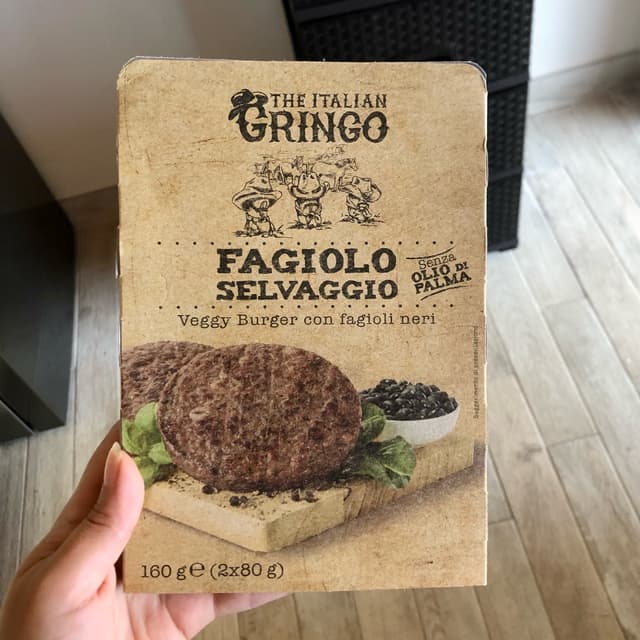 THE ITALIAN
GRINGO
FAGIOLO
SELVAGGIO
Senza
OLIO DI
PALMA
Veggy Burger con fagioli neri
160 g e (2x80 g)